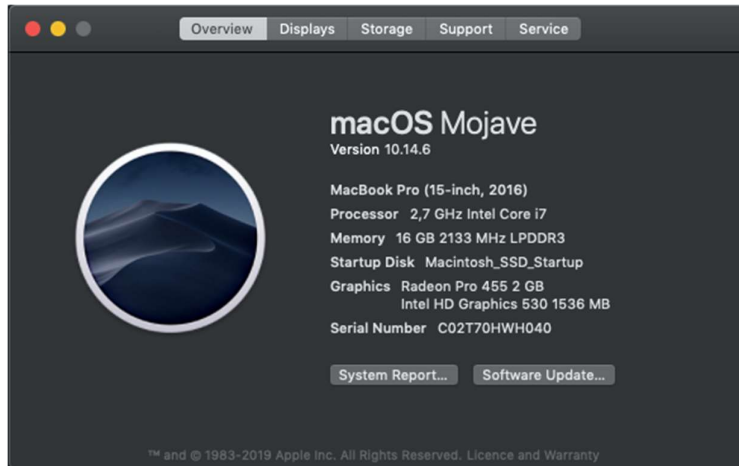 Overview Displays Storage Support Service
macOS Mojave
Version 10.14.6
MacBook Pro (15-inch, 2016)
Processor 2,7 GHz Intel Core i7
Memory 16 GB 2133 MHz LPDDR3
Startup Disk Macintosh_SSD_Startup
Graphics Radeon Pro 455 2 GB
Intel HD Graphics 530 1536 MB
Serial Number C02T70HWH040
System Report... Software Update...
™ and © 1983-2019 Apple Inc. All Rights Reserved. Licence and Warranty